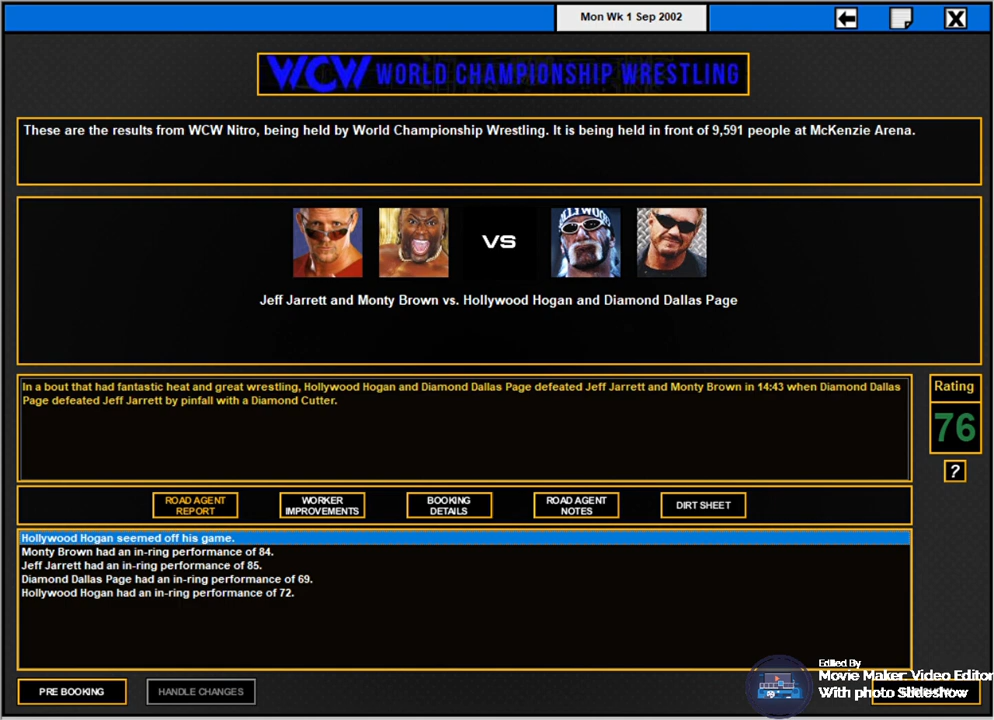 Mon Wk 1 Sep 2002
WCW WORLD CHAMPIONSHIP WRESTLING
These are the results from WCW Nitro, being held by World Championship Wrestling. It is being held in front of 9,591 people at McKenzie Arena.
VS
Jeff Jarrett and Monty Brown vs. Hollywood Hogan and Diamond Dallas Page
In a bout that had fantastic heat and great wrestling, Hollywood Hogan and Diamond Dallas Page defeated Jeff Jarrett and Monty Brown in 14:43 when Diamond Dallas
Page defeated Jeff Jarrett by pinfall with a Diamond Cutter.
Rating
76
?
ROAD AGENT
REPORT
WORKER
IMPROVEMENTS
BOOKING
DETAILS
ROAD AGENT
NOTES
DIRT SHEET
Hollywood Hogan seemed off his game.
Monty Brown had an in-ring performance of 84.
Jeff Jarrett had an in-ring performance of 85.
Diamond Dallas Page had an in-ring performance of 69.
Hollywood Hogan had an in-ring performance of 72.
PRE BOOKING
HANDLE CHANGES
Edited By
Movie Maker: Video Editor
With photo Slideshow